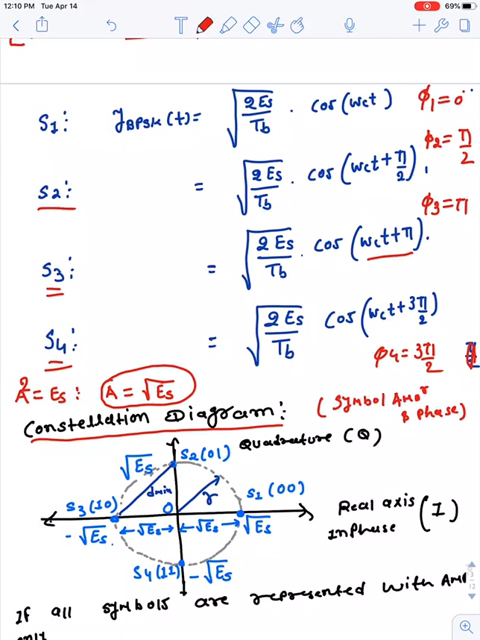 12:10 PM Tue Apr 14
69%
S1: yBPSK(t) = √(2Es/Tb) . cos(wct) ϕ1=0°
ϕ2=π/2
S2: = √(2Es/Tb) . cos(wct+π/2),
ϕ3=π
S3: = √(2Es/Tb) . cos(wct+π).
S4: = √(2Es/Tb) cos(wct+3π/2)
ϕ4=3π/2
A²=Es: A=√Es
(Symbol AMP & Phase)
Constellation Diagram:
S2(01) Quadrature (Q)
√Es
S3(10) dmin r S1(00)
0
Real axis (I)
Inphase
-√Es √Es √Es √Es
S4(11) -√Es
If all symbols are represented with AMP
only